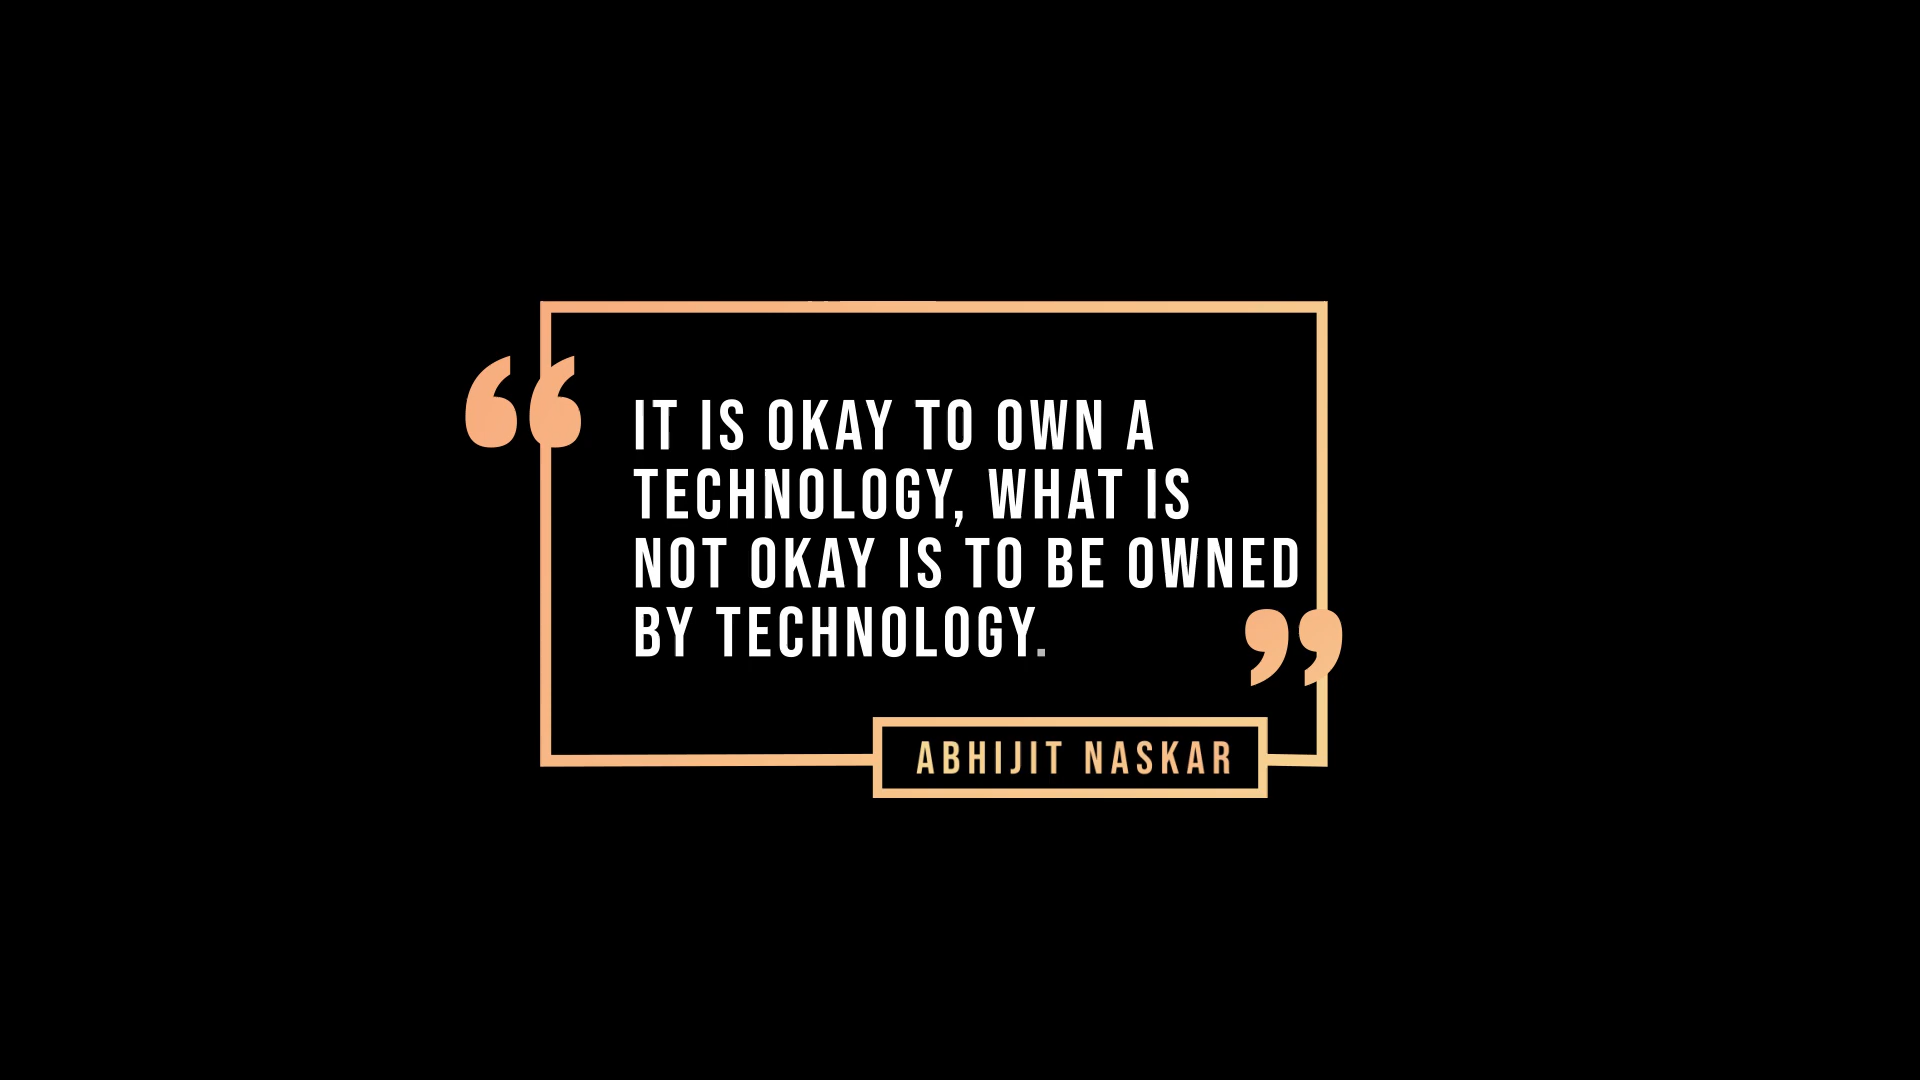 “
IT IS OKAY TO OWN A
TECHNOLOGY, WHAT IS
NOT OKAY IS TO BE OWNED
BY TECHNOLOGY.
”
ABHIJIT NASKAR